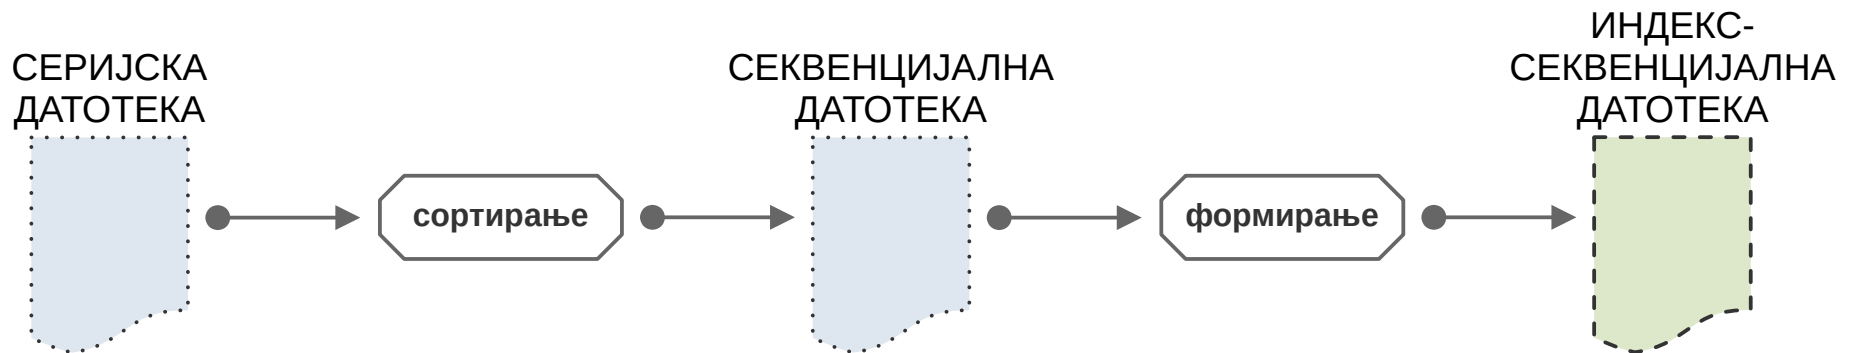 СЕРИЈСКА
ДАТОТЕКА
сортирање
СЕКВЕНЦИЈАЛНА
ДАТОТЕКА
формирање
ИНДЕКС-
СЕКВЕНЦИЈАЛНА
ДАТОТЕКА